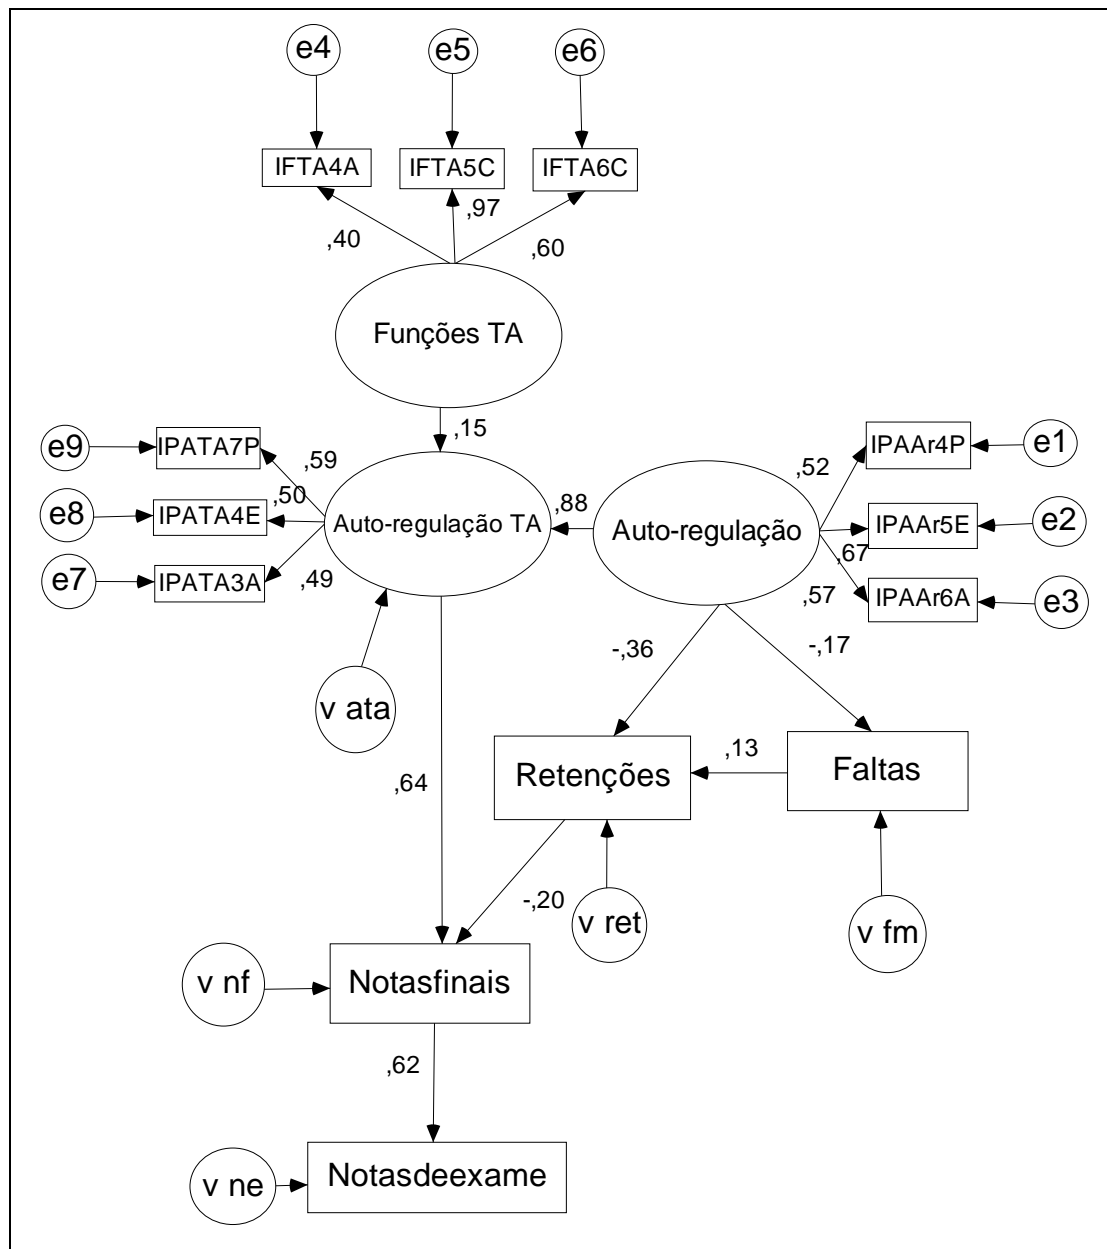 e4
e5
e6
IFTA4A
IFTA5C
IFTA6C
,40
,97
,60
Funções TA
,15
e9
IPATA7P
,59
e8
IPATA4E
,50
e7
IPATA3A
,49
Auto-regulação TA
,88
Auto-regulação
,52
IPAAr4P
e1
,67
IPAAr5E
e2
,57
IPAAr6A
e3
v ata
-,36
-,17
Retenções
,13
Faltas
,64
-,20
v ret
v fm
v nf
Notasfinais
,62
v ne
Notasdeexame